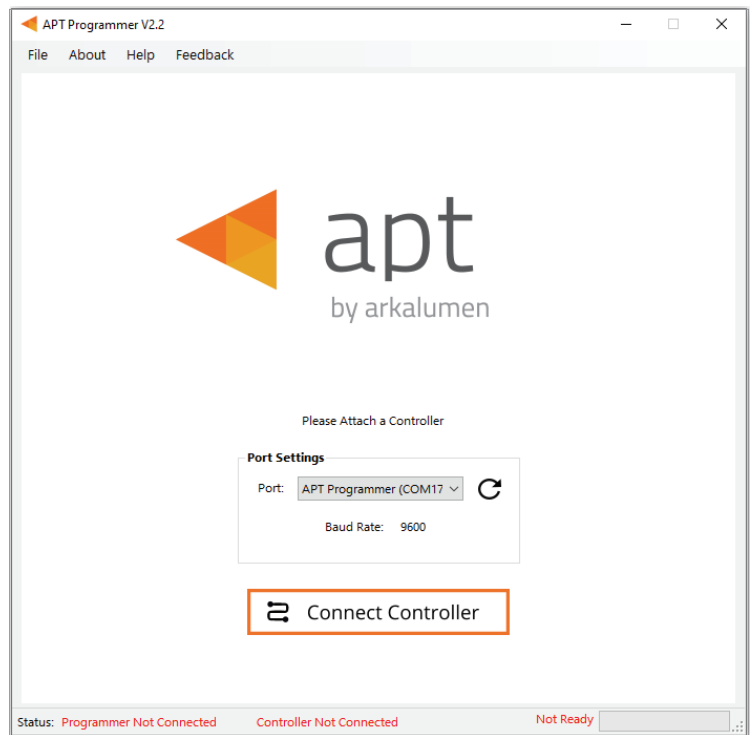 APT Programmer V2.2
File About Help Feedback
apt
by arkalumen
Please Attach a Controller
Port Settings
Port: APT Programmer (COM17
Baud Rate: 9600
Connect Controller
Status: Programmer Not Connected Controller Not Connected Not Ready